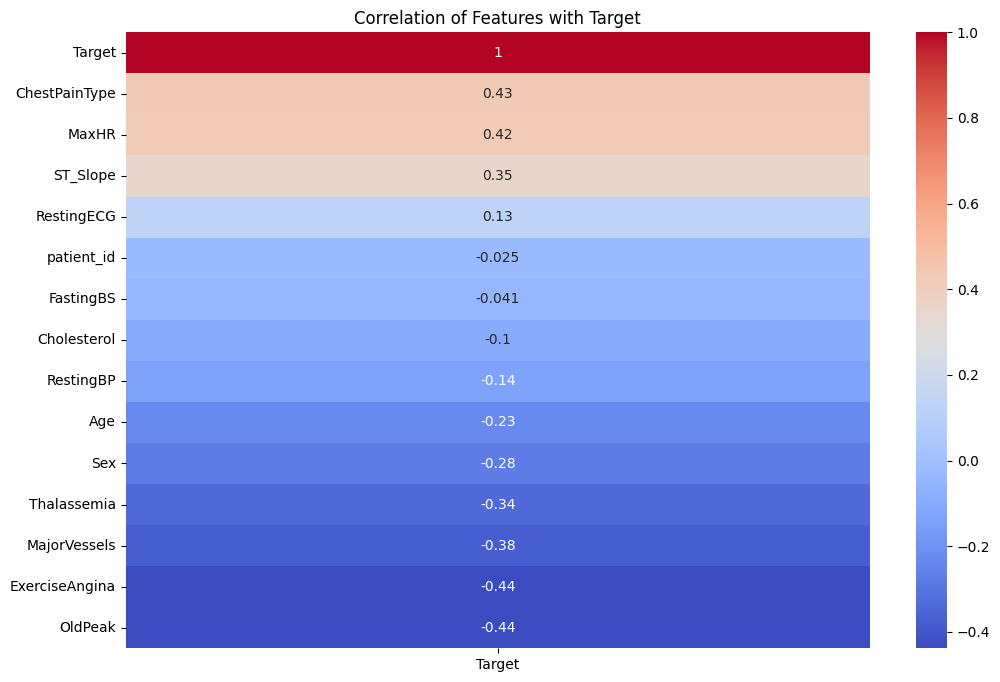 Correlation of Features with Target
Target
1
ChestPainType
0.43
MaxHR
0.42
ST_Slope
0.35
RestingECG
0.13
patient_id
-0.025
FastingBS
-0.041
Cholesterol
-0.1
RestingBP
-0.14
Age
-0.23
Sex
-0.28
Thalassemia
-0.34
MajorVessels
-0.38
ExerciseAngina
-0.44
OldPeak
-0.44
Target
1.0
0.8
0.6
0.4
0.2
0.0
−0.2
−0.4